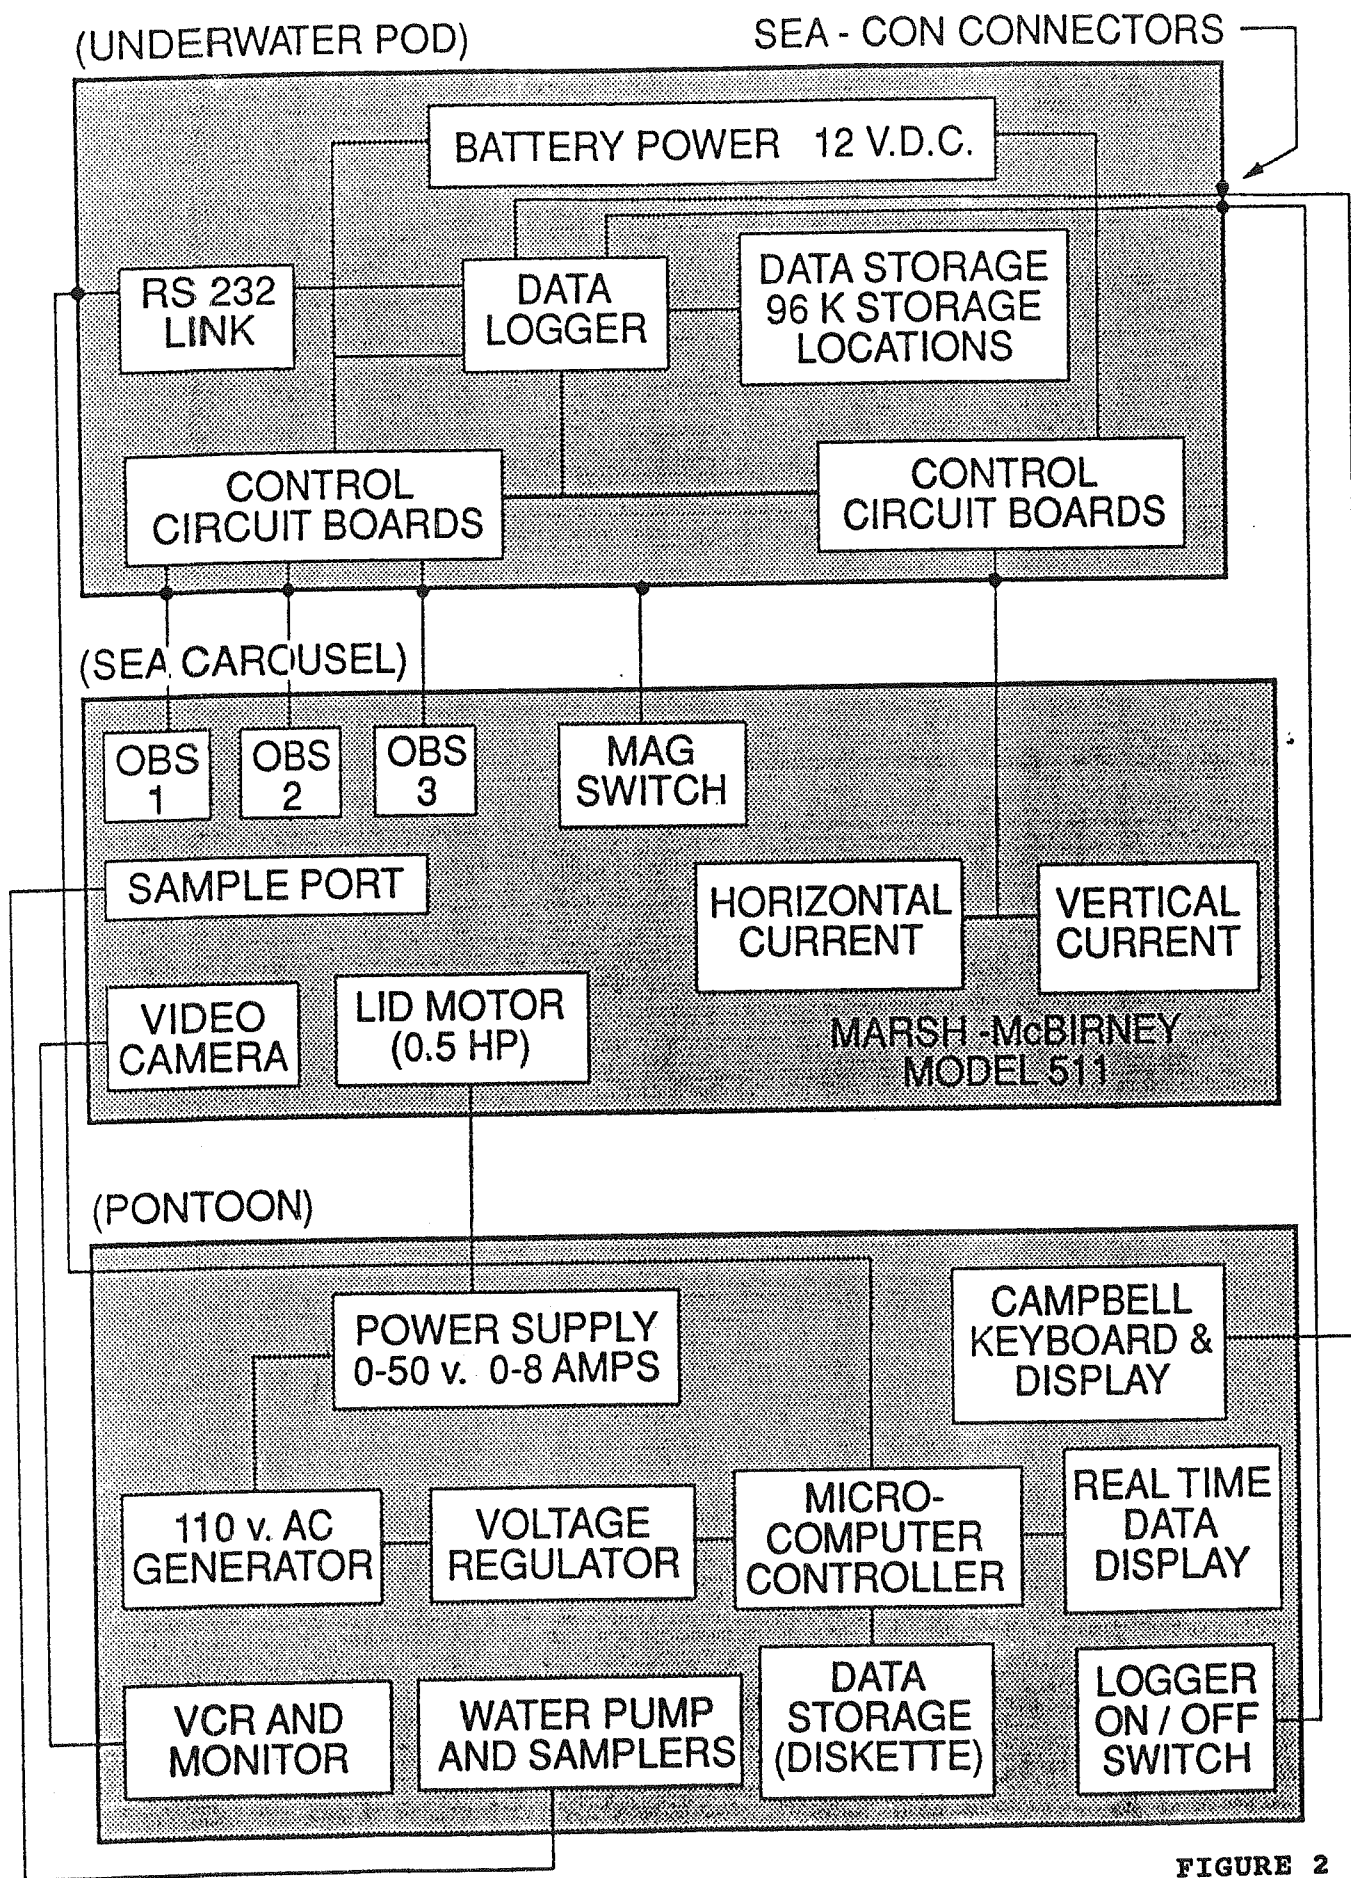 (UNDERWATER POD)
SEA - CON CONNECTORS
BATTERY POWER 12 V.D.C.
RS 232
LINK
DATA
LOGGER
DATA STORAGE
96 K STORAGE
LOCATIONS
CONTROL
CIRCUIT BOARDS
CONTROL
CIRCUIT BOARDS
(SEA CAROUSEL)
OBS
1
OBS
2
OBS
3
MAG
SWITCH
SAMPLE PORT
HORIZONTAL
CURRENT
VERTICAL
CURRENT
VIDEO
CAMERA
LID MOTOR
(0.5 HP)
MARSH -McBIRNEY
MODEL 511
(PONTOON)
POWER SUPPLY
0-50 v. 0-8 AMPS
CAMPBELL
KEYBOARD &
DISPLAY
110 v. AC
GENERATOR
VOLTAGE
REGULATOR
MICRO-
COMPUTER
CONTROLLER
REAL TIME
DATA
DISPLAY
VCR AND
MONITOR
WATER PUMP
AND SAMPLERS
DATA
STORAGE
(DISKETTE)
LOGGER
ON / OFF
SWITCH
FIGURE 2